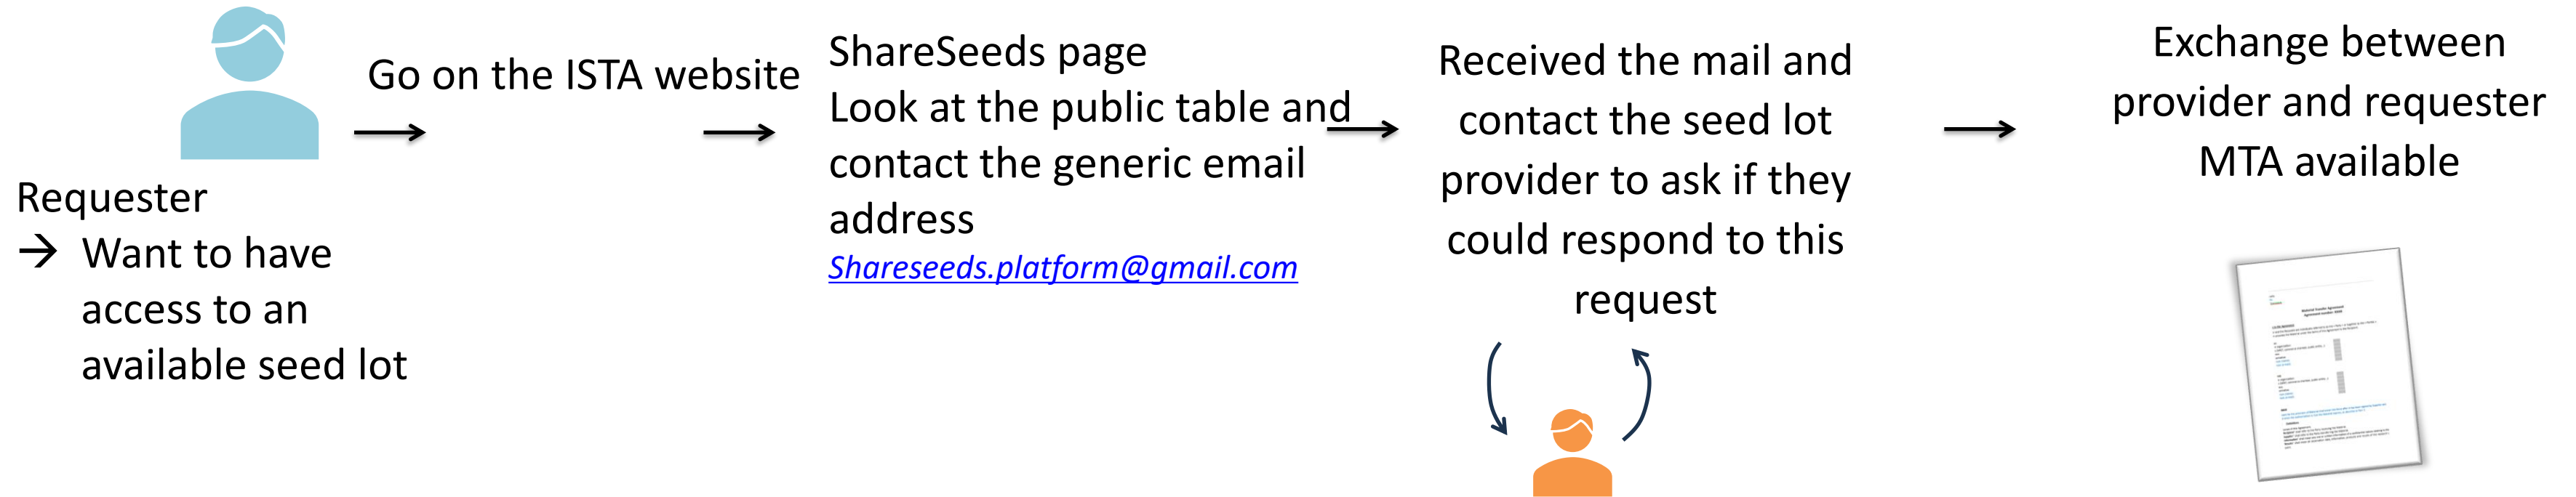 Requester
→ Want to have
access to an
available seed lot
Go on the ISTA website
ShareSeeds page
Look at the public table and
contact the generic email
address
Shareseeds.platform@gmail.com
Received the mail and
contact the seed lot
provider to ask if they
could respond to this
request
Exchange between
provider and requester
MTA available
Material Transfer Agreement